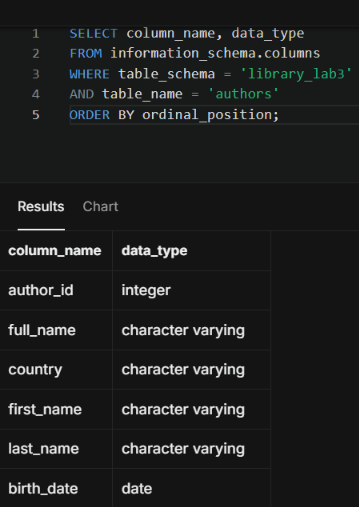 1 SELECT column_name, data_type
2 FROM information_schema.columns
3 WHERE table_schema = 'library_lab3'
4 AND table_name = 'authors'
5 ORDER BY ordinal_position;
Results Chart
column_name data_type
author_id integer
full_name character varying
country character varying
first_name character varying
last_name character varying
birth_date date